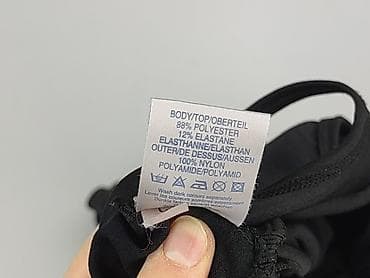 BODY/TOP/OBERTEIL
88% POLYESTER
12% ELASTANE
ELASTHANNE/ELASTHAN
OUTER/DE DESSUS/AUSSEN
100% NYLON
POLYAMIDE/POLYAMID
Wash dark colours separately